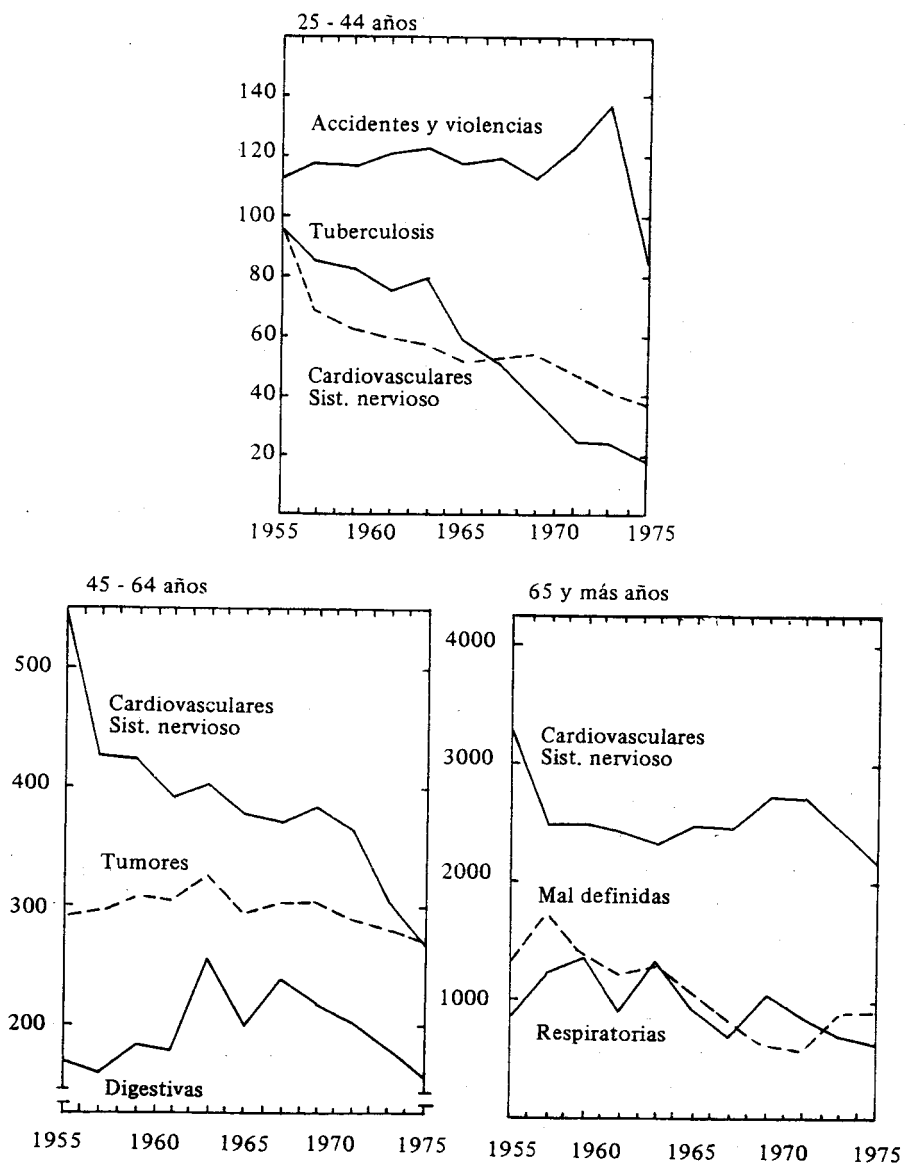 25 - 44 años
140
Accidentes y violencias
120
100
Tuberculosis
80
60
Cardiovasculares
Sist. nervioso
40
20
1955 1960 1965 1970 1975
45 - 64 años
500
Cardiovasculares
Sist. nervioso
400
Tumores
300
200
Digestivas
1955 1960 1965 1970 1975
65 y más años
4000
Cardiovasculares
Sist. nervioso
3000
2000
Mal definidas
1000
Respiratorias
1955 1960 1965 1970 1975